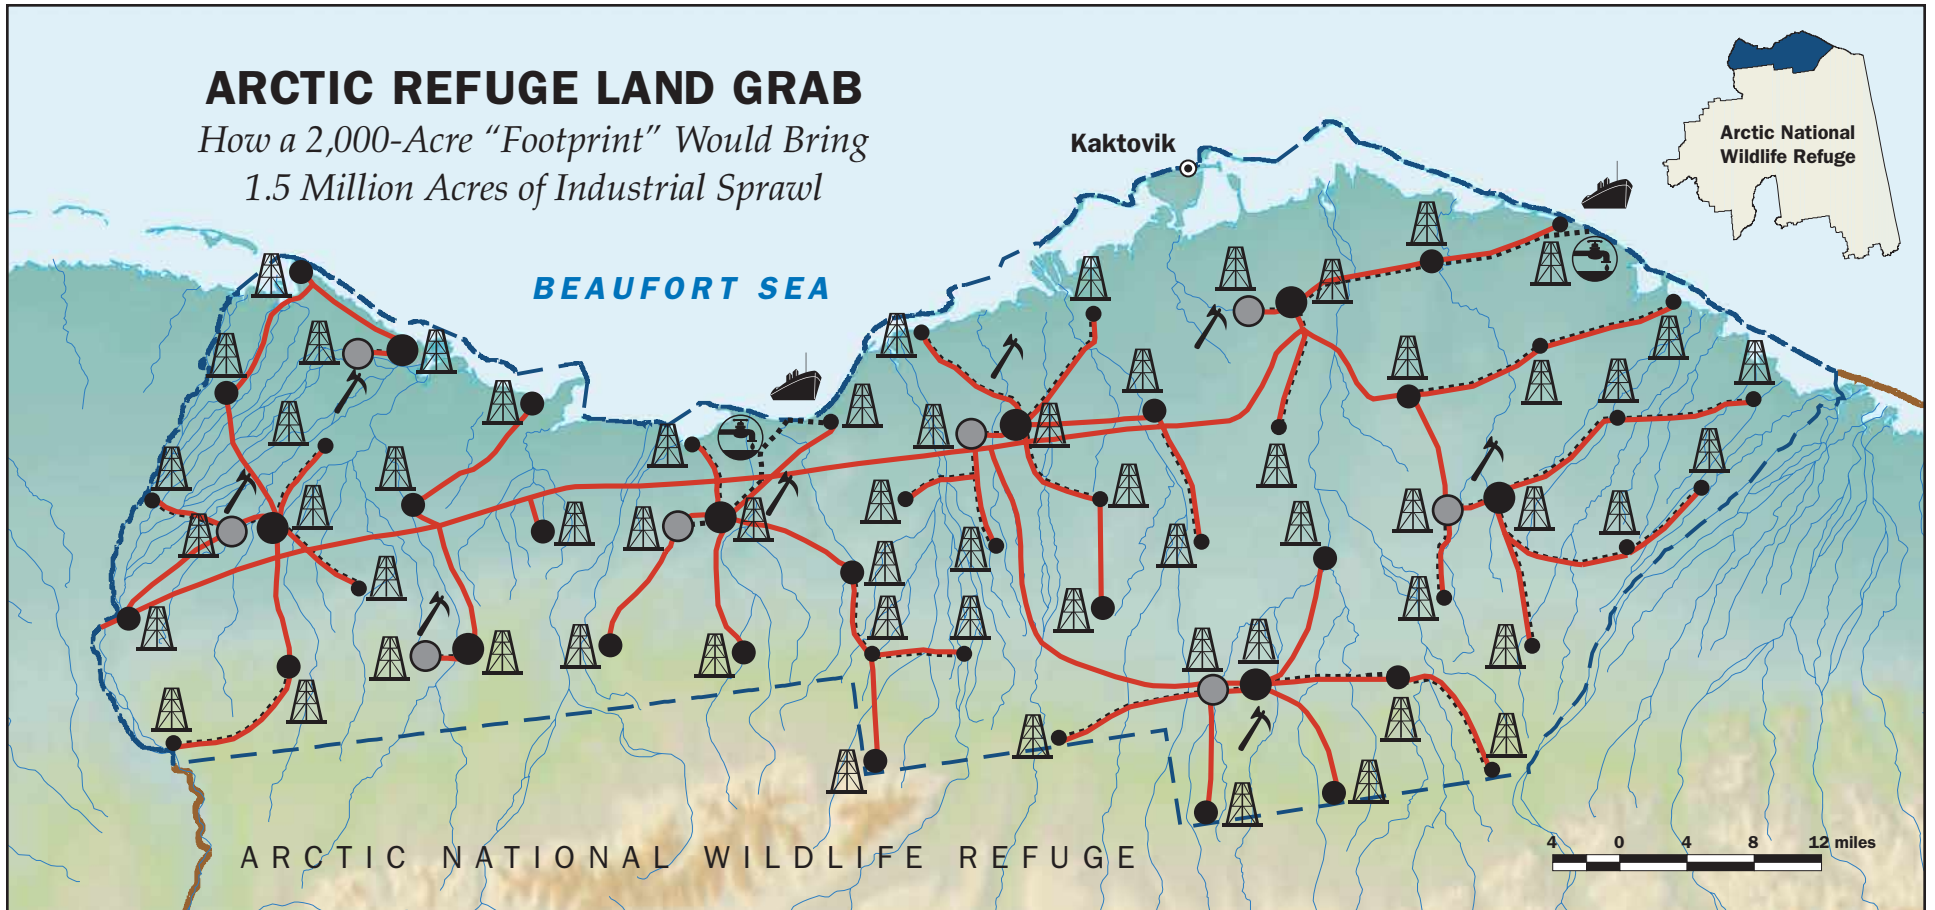 ARCTIC REFUGE LAND GRAB
How a 2,000-Acre “Footprint” Would Bring
1.5 Million Acres of Industrial Sprawl
Kaktovik
Arctic National
Wildlife Refuge
BEAUFORT SEA
ARCTIC NATIONAL WILDLIFE REFUGE
4 0 4 8 12 miles